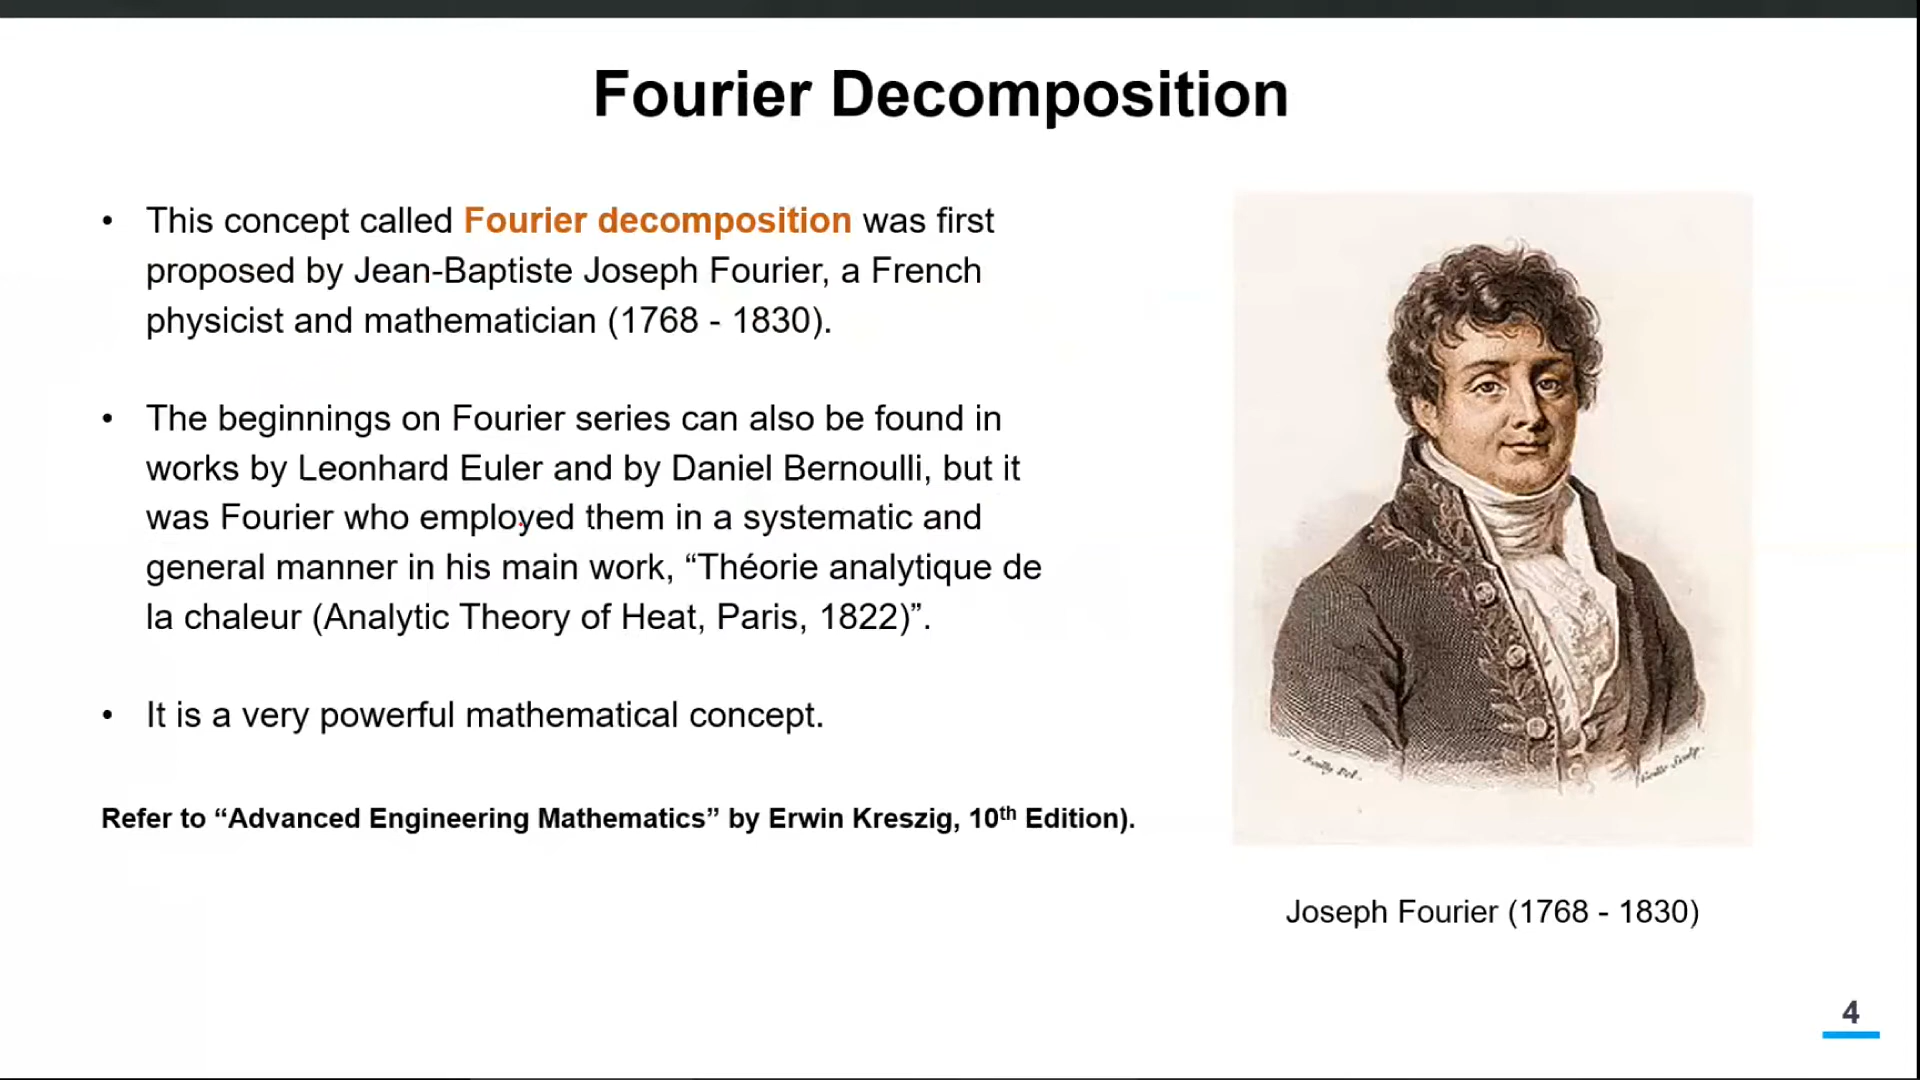 Fourier Decomposition
• This concept called Fourier decomposition was first
proposed by Jean-Baptiste Joseph Fourier, a French
physicist and mathematician (1768 - 1830).
• The beginnings on Fourier series can also be found in
works by Leonhard Euler and by Daniel Bernoulli, but it
was Fourier who employed them in a systematic and
general manner in his main work, “Théorie analytique de
la chaleur (Analytic Theory of Heat, Paris, 1822)”.
• It is a very powerful mathematical concept.
Refer to “Advanced Engineering Mathematics” by Erwin Kreszig, 10th Edition).
Joseph Fourier (1768 - 1830)
4